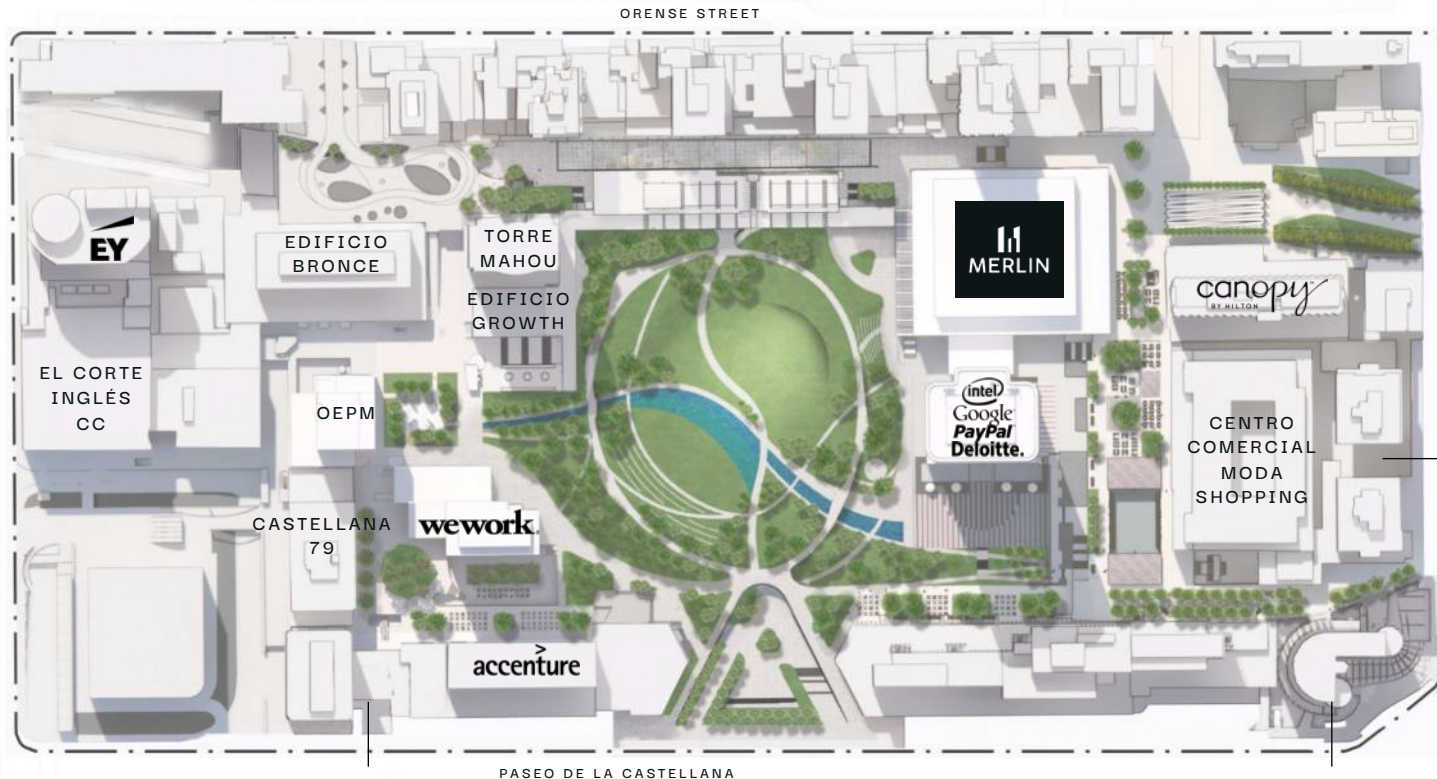 ORENSE STREET
EY
EDIFICIO
BRONCE
TORRE
MAHOU
EDIFICIO
GROWTH
MERLIN
canopy
BY HILTON
EL CORTE
INGLÉS
CC
OEPM
intel
Google
PayPal
Deloitte.
CENTRO
COMERCIAL
MODA
SHOPPING
CASTELLANA
79
wework
accenture
PASEO DE LA CASTELLANA